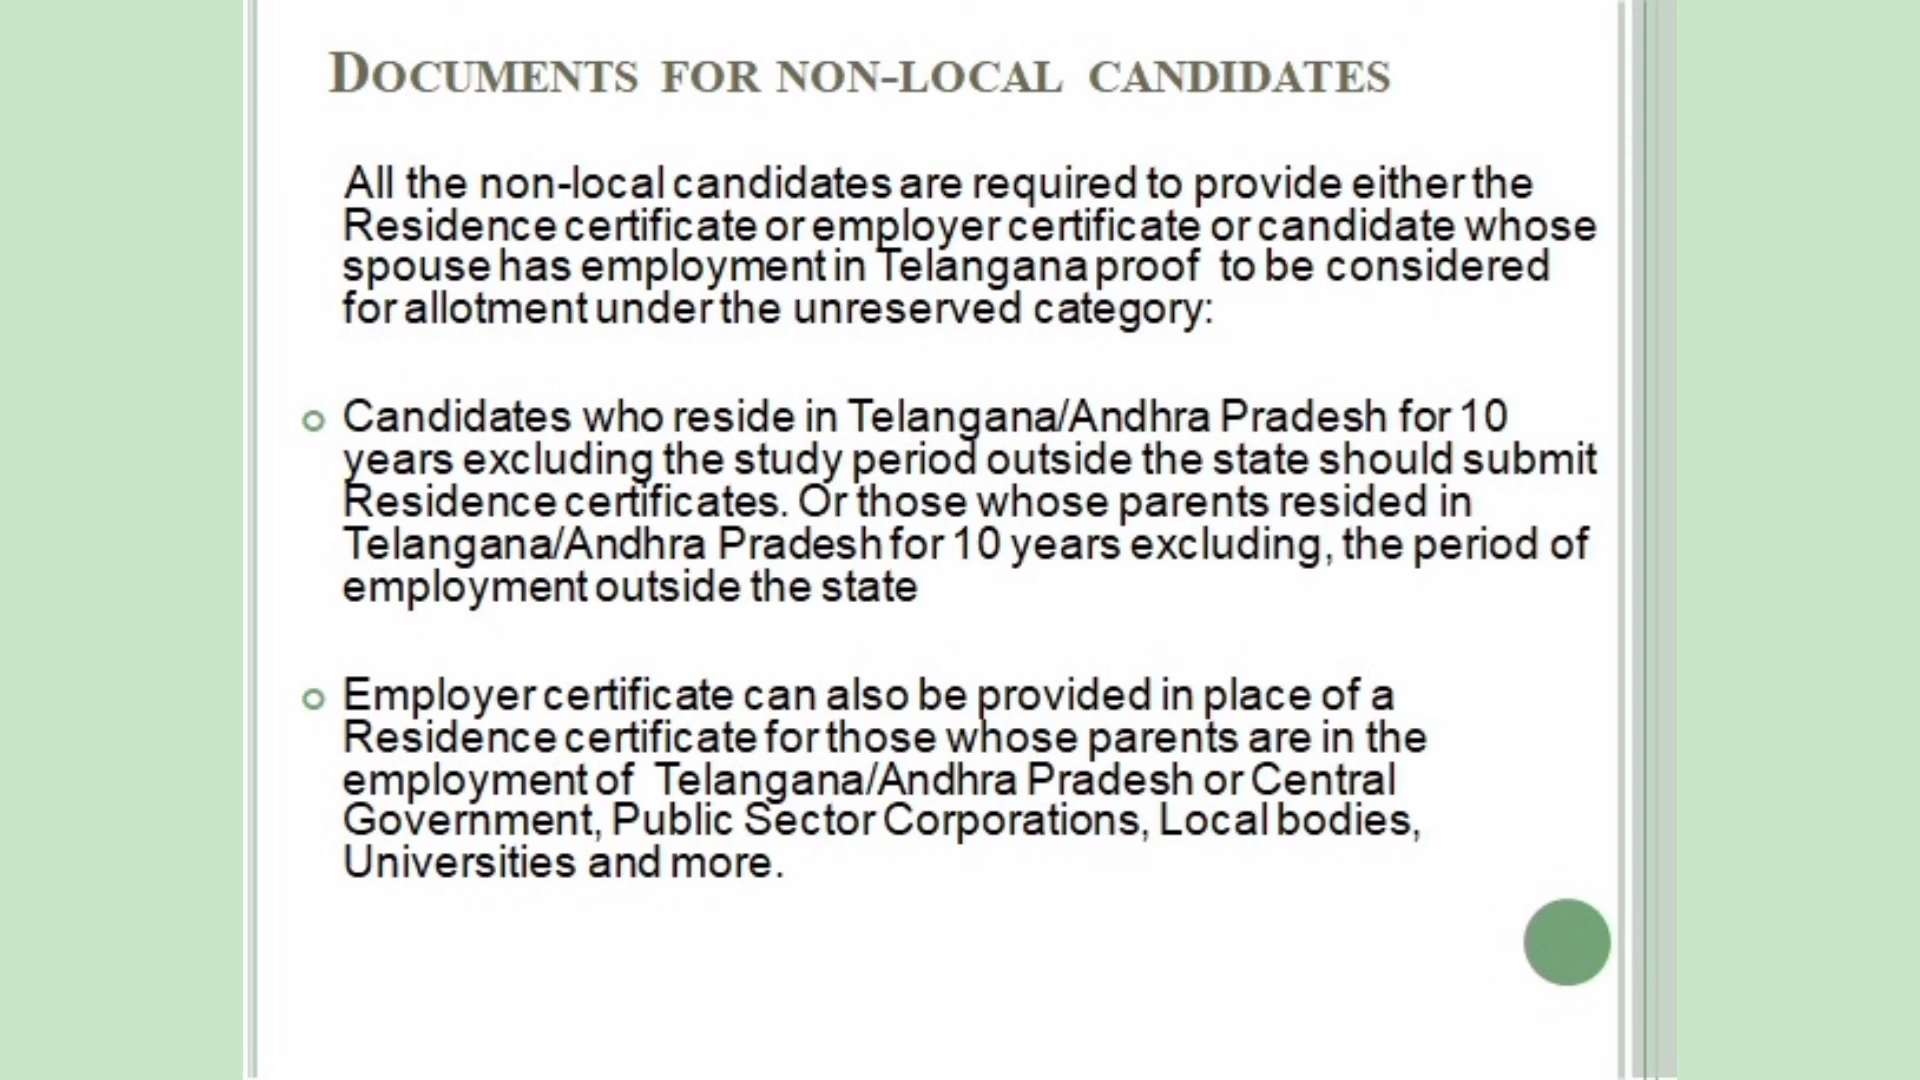 DOCUMENTS FOR NON-LOCAL CANDIDATES
All the non-local candidates are required to provide either the
Residence certificate or employer certificate or candidate whose
spouse has employment in Telangana proof to be considered
for allotment under the unreserved category:
Candidates who reside in Telangana/Andhra Pradesh for 10
years excluding the study period outside the state should submit
Residence certificates. Or those whose parents resided in
Telangana/Andhra Pradesh for 10 years excluding, the period of
employment outside the state
Employer certificate can also be provided in place of a
Residence certificate for those whose parents are in the
employment of Telangana/Andhra Pradesh or Central
Government, Public Sector Corporations, Local bodies,
Universities and more.